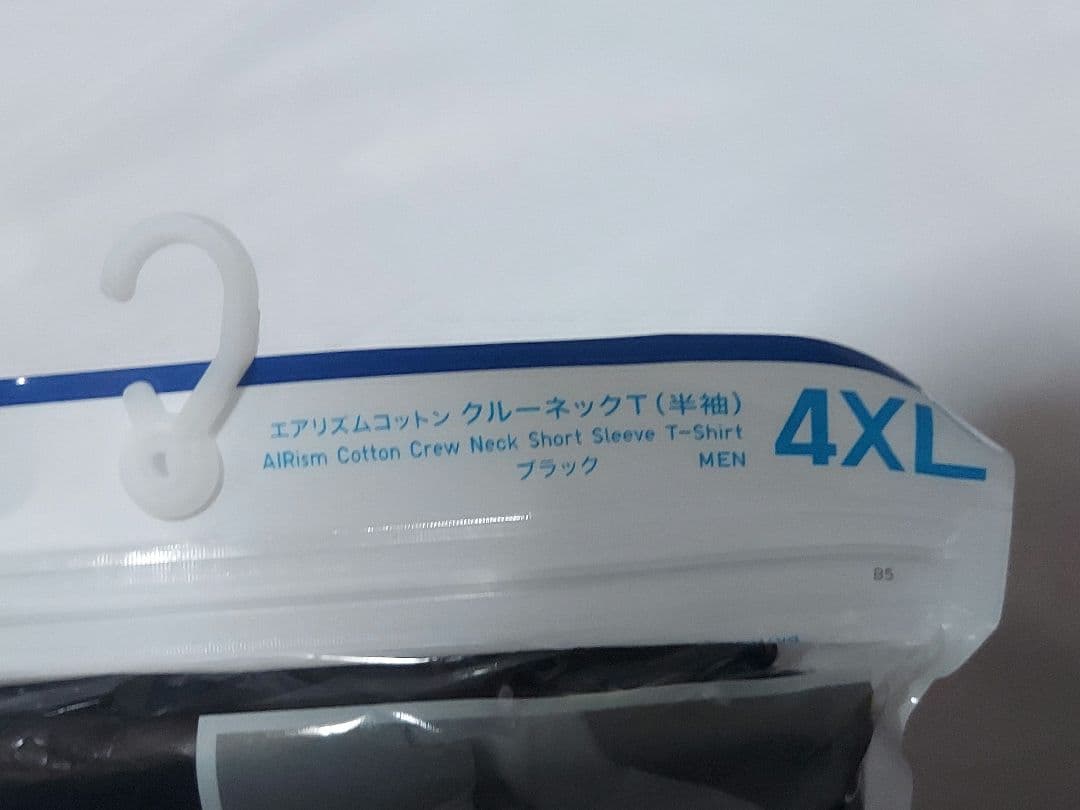 エアリズムコットン クルーネックT(半袖)
AIRism Cotton Crew Neck Short Sleeve T-Shirt
ブラック MEN
4XL
B5